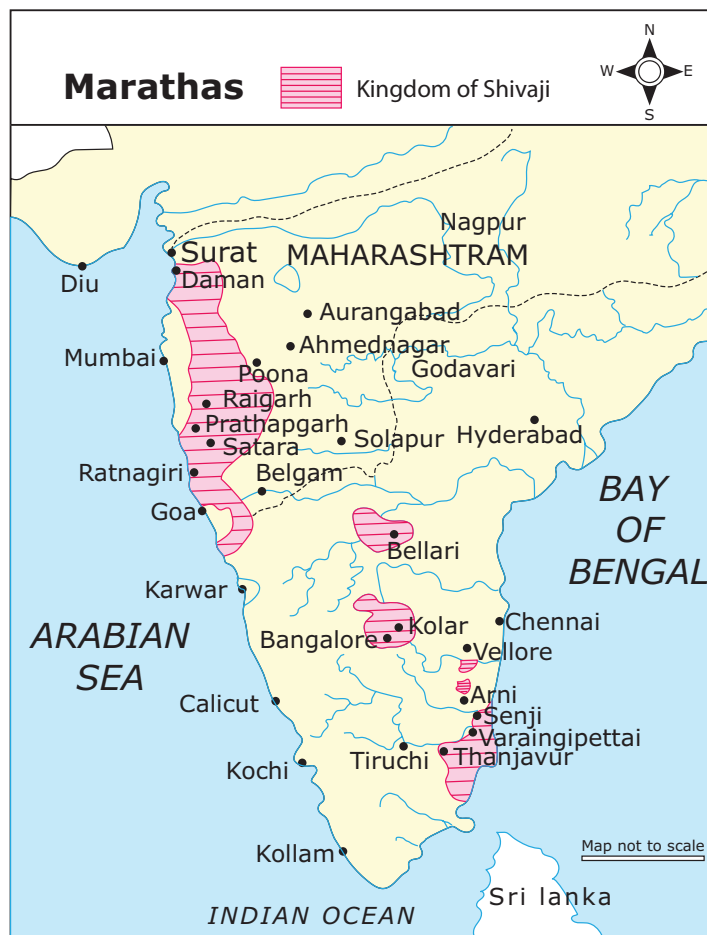 Marathas
Kingdom of Shivaji
N
W E
S
Nagpur
Surat
MAHARASHTRAM
Daman
Diu
Aurangabad
Ahmednagar
Mumbai
Poona
Godavari
Raigarh
Prathapgarh
Satara
Solapur
Hyderabad
Ratnagiri
Belgam
Goa
BAY
OF
BENGAL
Bellari
Karwar
Kolar
Chennai
Bangalore
Vellore
ARABIAN
SEA
Calicut
Arni
Senji
Varaingipettai
Tiruchi
Thanjavur
Kochi
Map not to scale
Kollam
Sri lanka
INDIAN OCEAN